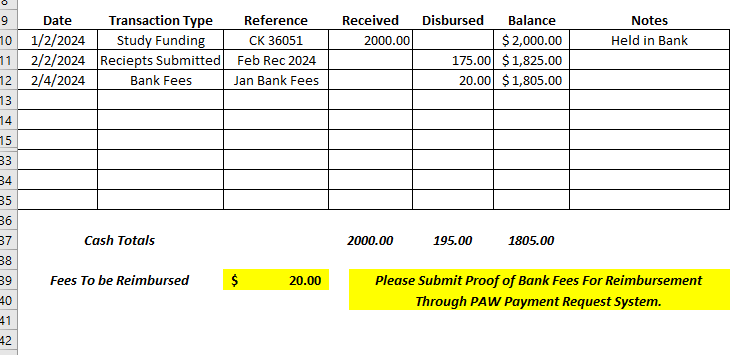 8
9 Date Transaction Type Reference Received Disbursed Balance Notes
10 1/2/2024 Study Funding CK 36051 2000.00 $ 2,000.00 Held in Bank
11 2/2/2024 Reciepts Submitted Feb Rec 2024 175.00 $ 1,825.00
12 2/4/2024 Bank Fees Jan Bank Fees 20.00 $ 1,805.00
13
14
15
33
34
35
36
37 Cash Totals 2000.00 195.00 1805.00
38
39 Fees To be Reimbursed $ 20.00 Please Submit Proof of Bank Fees For Reimbursement
40 Through PAW Payment Request System.
41
42